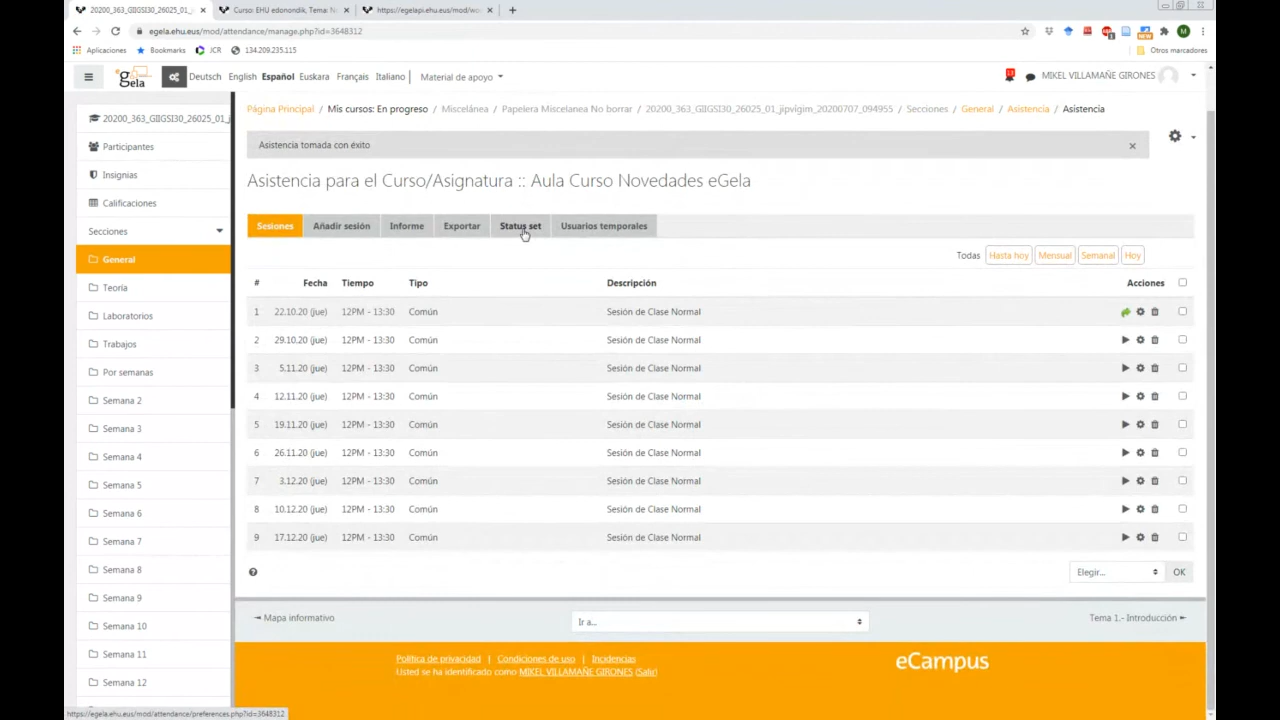 20200_363_GIIGSI30_26025_01_j
Curso: EHU edonondik, Tema: N
https://egelapi.ehu.eus/mod/wo
egela.ehu.eus/mod/attendance/manage.php?id=3648312
Aplicaciones
Bookmarks
JCR
134.209.235.115
Otros marcadores
gela
Deutsch English Español Euskara Français Italiano
Material de apoyo
MIKEL VILLAMAÑE GIRONES
20200_363_GIIGSI30_26025_01_j
Participantes
Insignias
Calificaciones
Secciones
General
Teoría
Laboratorios
Trabajos
Por semanas
Semana 2
Semana 3
Semana 4
Semana 5
Semana 6
Semana 7
Semana 8
Semana 9
Semana 10
Semana 11
Semana 12
Página Principal / Mis cursos: En progreso / Miscelánea / Papelera Miscelanea No borrar / 20200_363_GIIGSI30_26025_01_jipvigim_20200707_094955 / Secciones / General / Asistencia / Asistencia
Asistencia tomada con éxito
Asistencia para el Curso/Asignatura :: Aula Curso Novedades eGela
Sesiones Añadir sesión Informe Exportar Status set Usuarios temporales
Todas Hasta hoy Mensual Semanal Hoy
# Fecha Tiempo Tipo Descripción Acciones
1 22.10.20 (jue) 12PM - 13:30 Común Sesión de Clase Normal
2 29.10.20 (jue) 12PM - 13:30 Común Sesión de Clase Normal
3 5.11.20 (jue) 12PM - 13:30 Común Sesión de Clase Normal
4 12.11.20 (jue) 12PM - 13:30 Común Sesión de Clase Normal
5 19.11.20 (jue) 12PM - 13:30 Común Sesión de Clase Normal
6 26.11.20 (jue) 12PM - 13:30 Común Sesión de Clase Normal
7 3.12.20 (jue) 12PM - 13:30 Común Sesión de Clase Normal
8 10.12.20 (jue) 12PM - 13:30 Común Sesión de Clase Normal
9 17.12.20 (jue) 12PM - 13:30 Común Sesión de Clase Normal
Elegir... OK
Mapa informativo
Ir a...
Tema 1.- Introducción
Política de privacidad | Condiciones de uso | Incidencias
Usted se ha identificado como MIKEL VILLAMAÑE GIRONES (Salir)
eCampus
https://egela.ehu.eus/mod/attendance/preferences.php?id=3648312